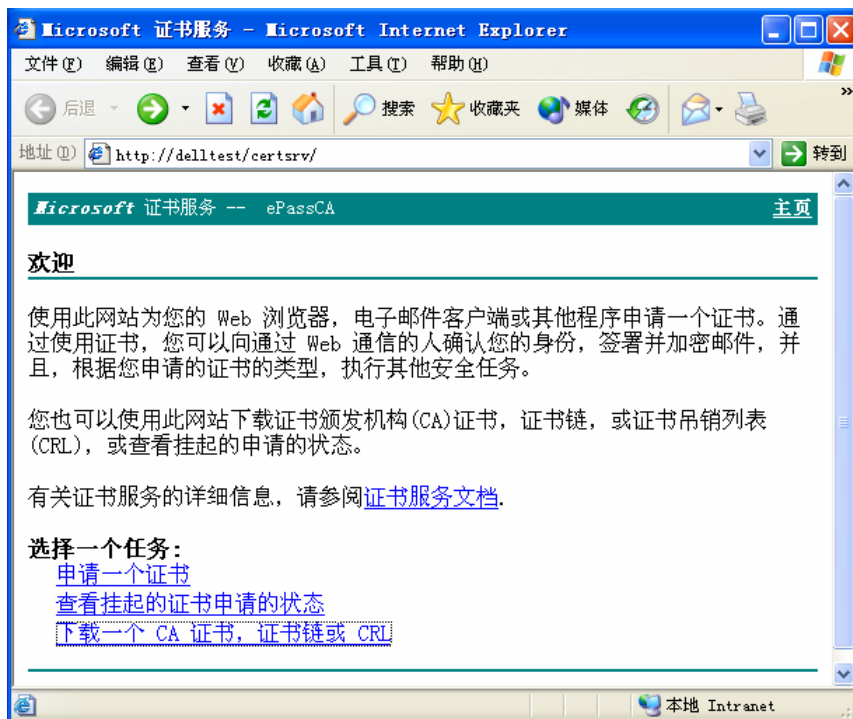 Microsoft 证书服务 - Microsoft Internet Explorer
文件(F) 编辑(E) 查看(V) 收藏(A) 工具(T) 帮助(H)
后退 搜索 收藏夹 媒体 »
地址(D) http://delltest/certsrv/ 转到
Microsoft 证书服务 -- ePassCA 主页
欢迎
使用此网站为您的 Web 浏览器，电子邮件客户端或其他程序申请一个证书。通
过使用证书，您可以向通过 Web 通信的人确认您的身份，签署并加密邮件，并
且，根据您申请的证书的类型，执行其他安全任务。
您也可以使用此网站下载证书颁发机构(CA)证书，证书链，或证书吊销列表
(CRL)，或查看挂起的申请的状态。
有关证书服务的详细信息，请参阅证书服务文档.
选择一个任务:
申请一个证书
查看挂起的证书申请的状态
下载一个 CA 证书，证书链或 CRL
本地 Intranet